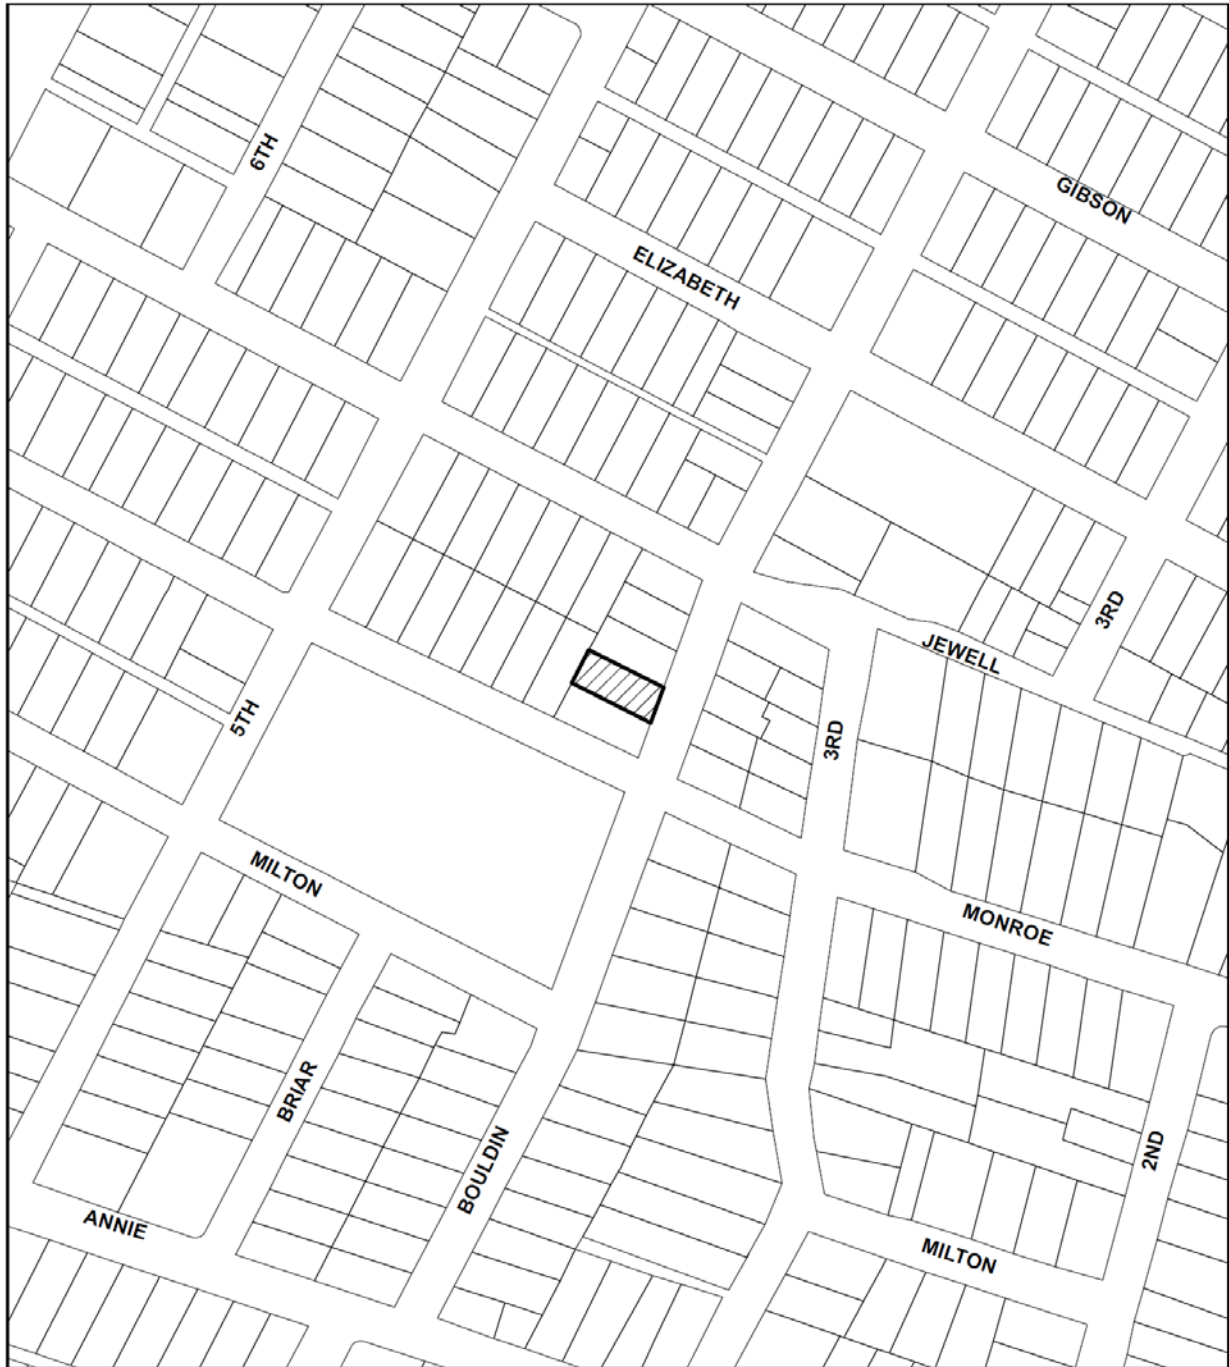 6TH
GIBSON
ELIZABETH
3RD
JEWELL
5TH
3RD
MILTON
MONROE
BRIAR
BOULDIN
2ND
ANNIE
MILTON